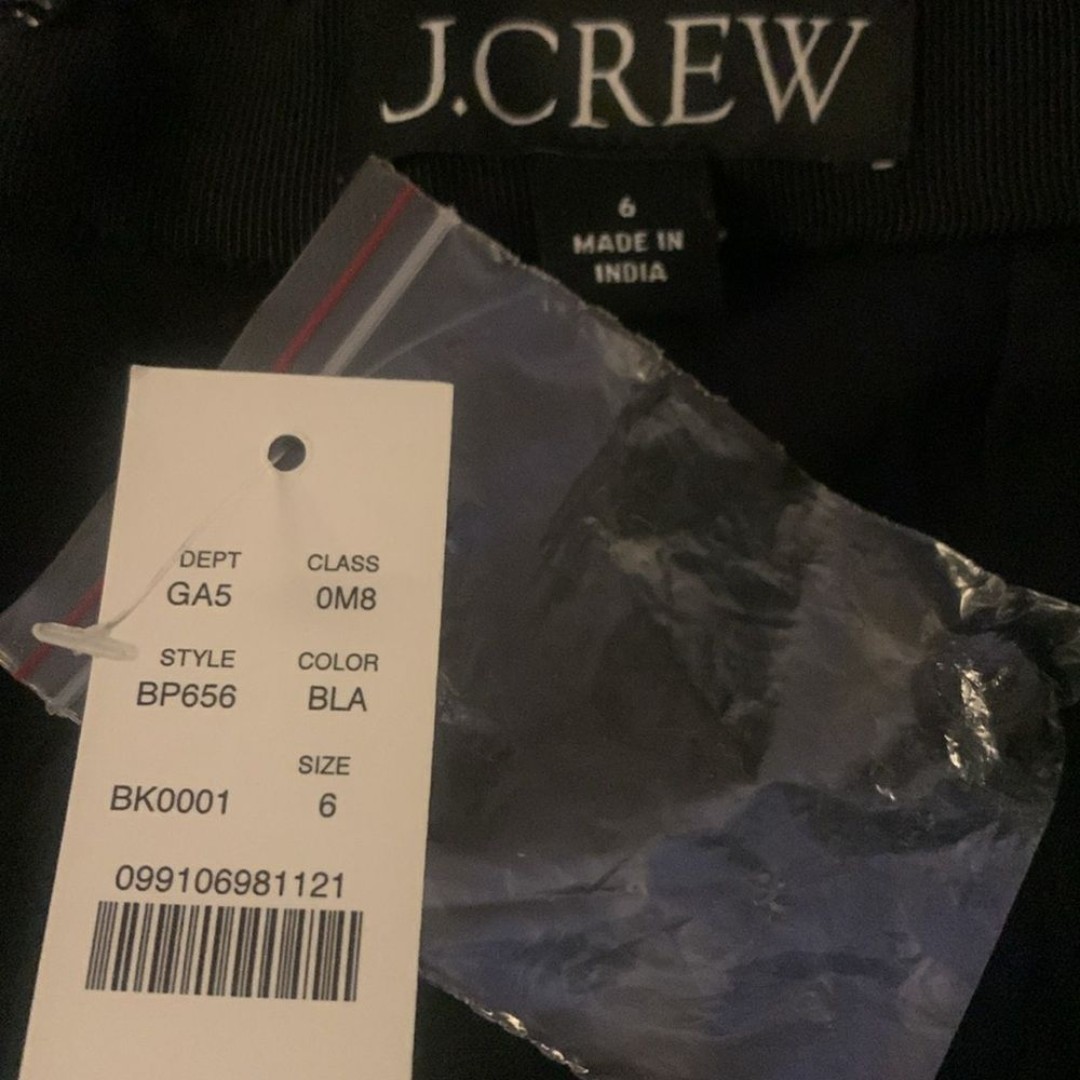 J.CREW
6
MADE IN
INDIA
DEPT CLASS
GA5 0M8
STYLE COLOR
BP656 BLA
SIZE
BK0001 6
099106981121